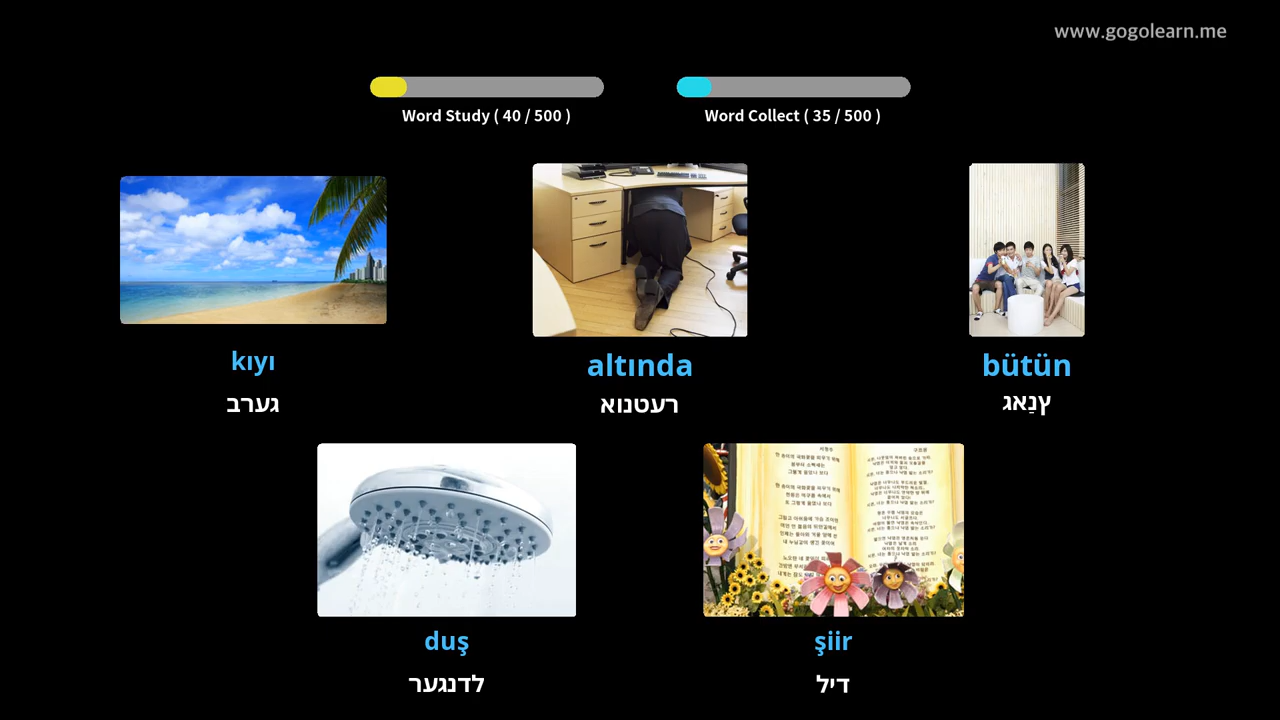 www.gogolearn.me
Word Study ( 40 / 500 )
Word Collect ( 35 / 500 )
kıyı
גערב
altında
רעטנוא
bütün
ץנַאג
duş
לדנגער
şiir
דיל